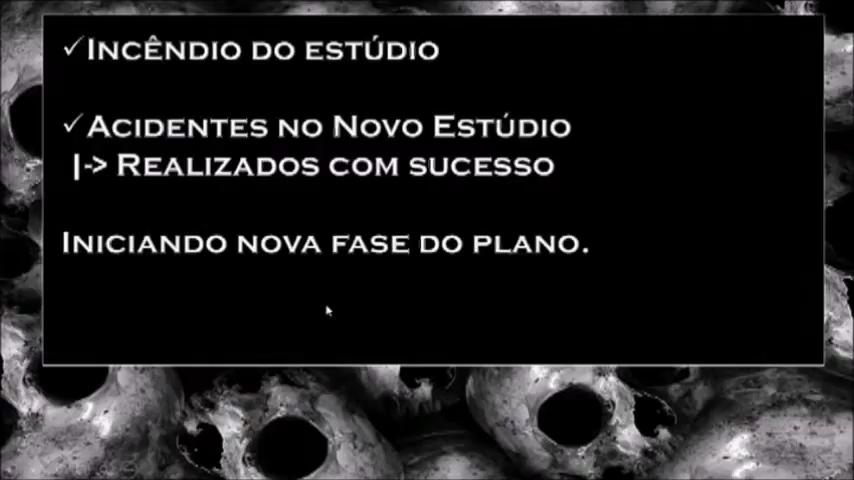 ✓Incêndio do estúdio
✓Acidentes no Novo Estúdio
|-> Realizados com sucesso
Iniciando nova fase do plano.